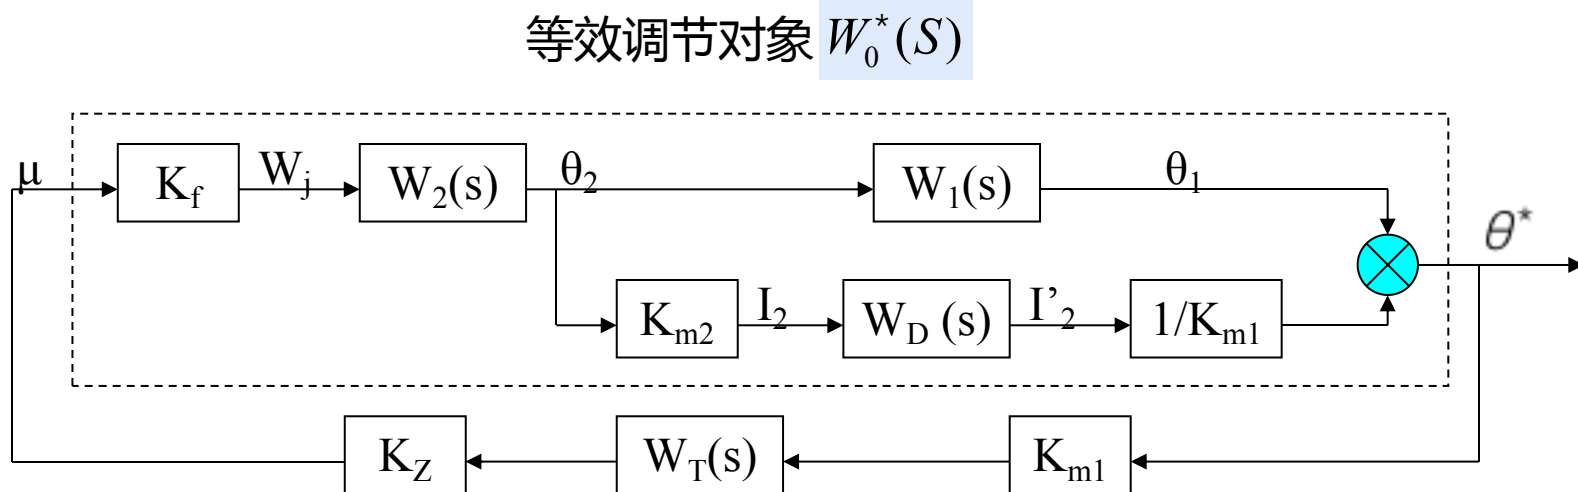 等效调节对象 W₀*(S)
μ K_f W_j W₂(s) θ₂ W₁(s) θ₁
θ*
K_m2 I₂ W_D (s) I’₂ 1/K_m1
K_Z W_T(s) K_m1